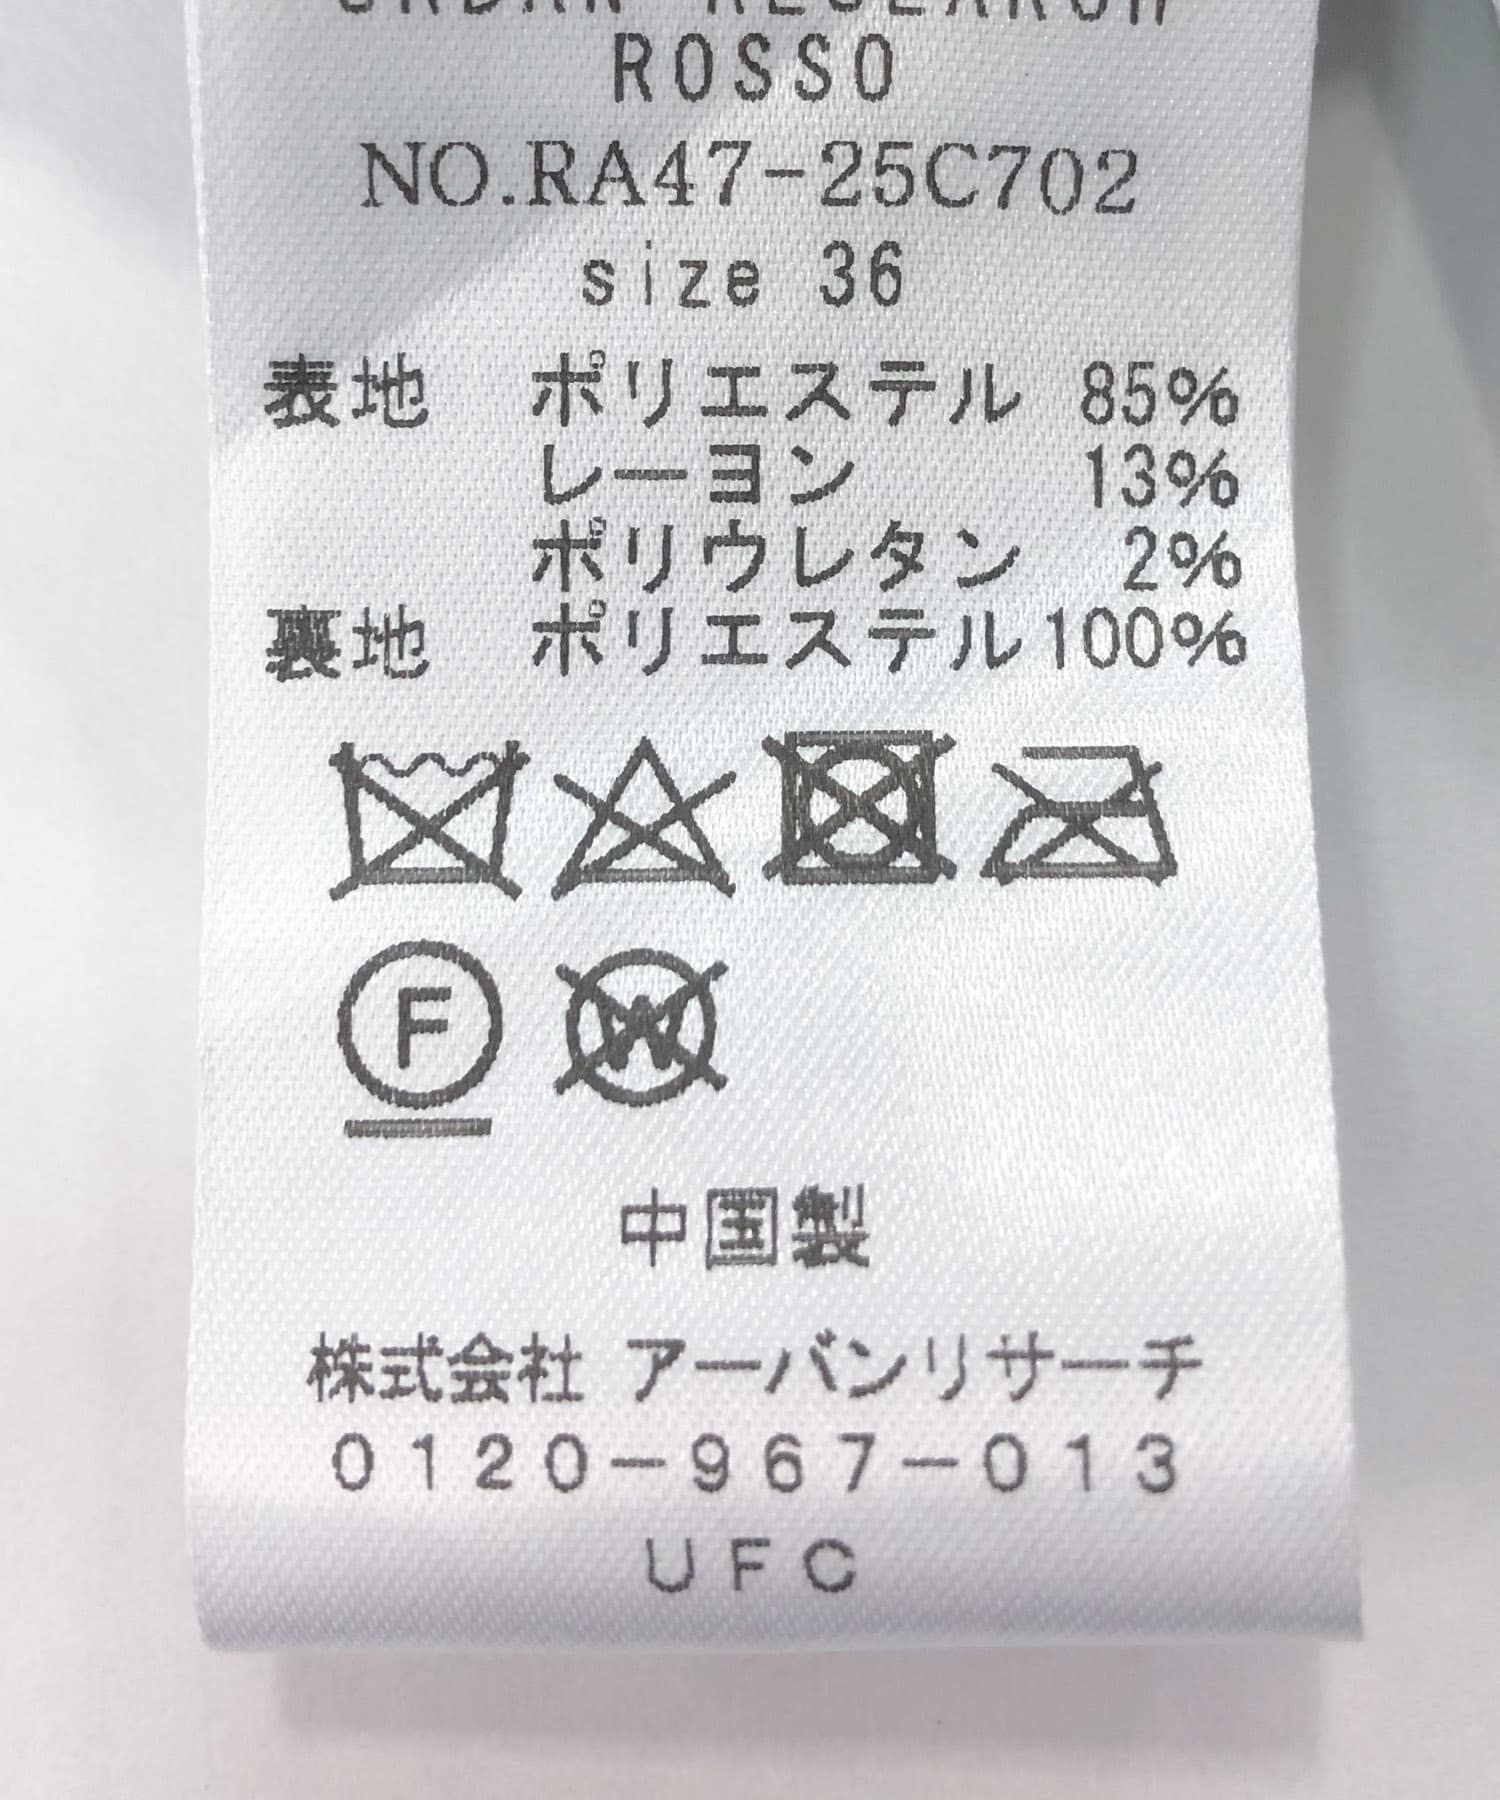 URBAN RESEARCH
ROSSO
NO.RA47-25C702
size 36
表地 ポリエステル 85%
レーヨン 13%
ポリウレタン 2%
裏地 ポリエステル100%
F W
中国製
株式会社 アーバンリサーチ
0120-967-013
UFC